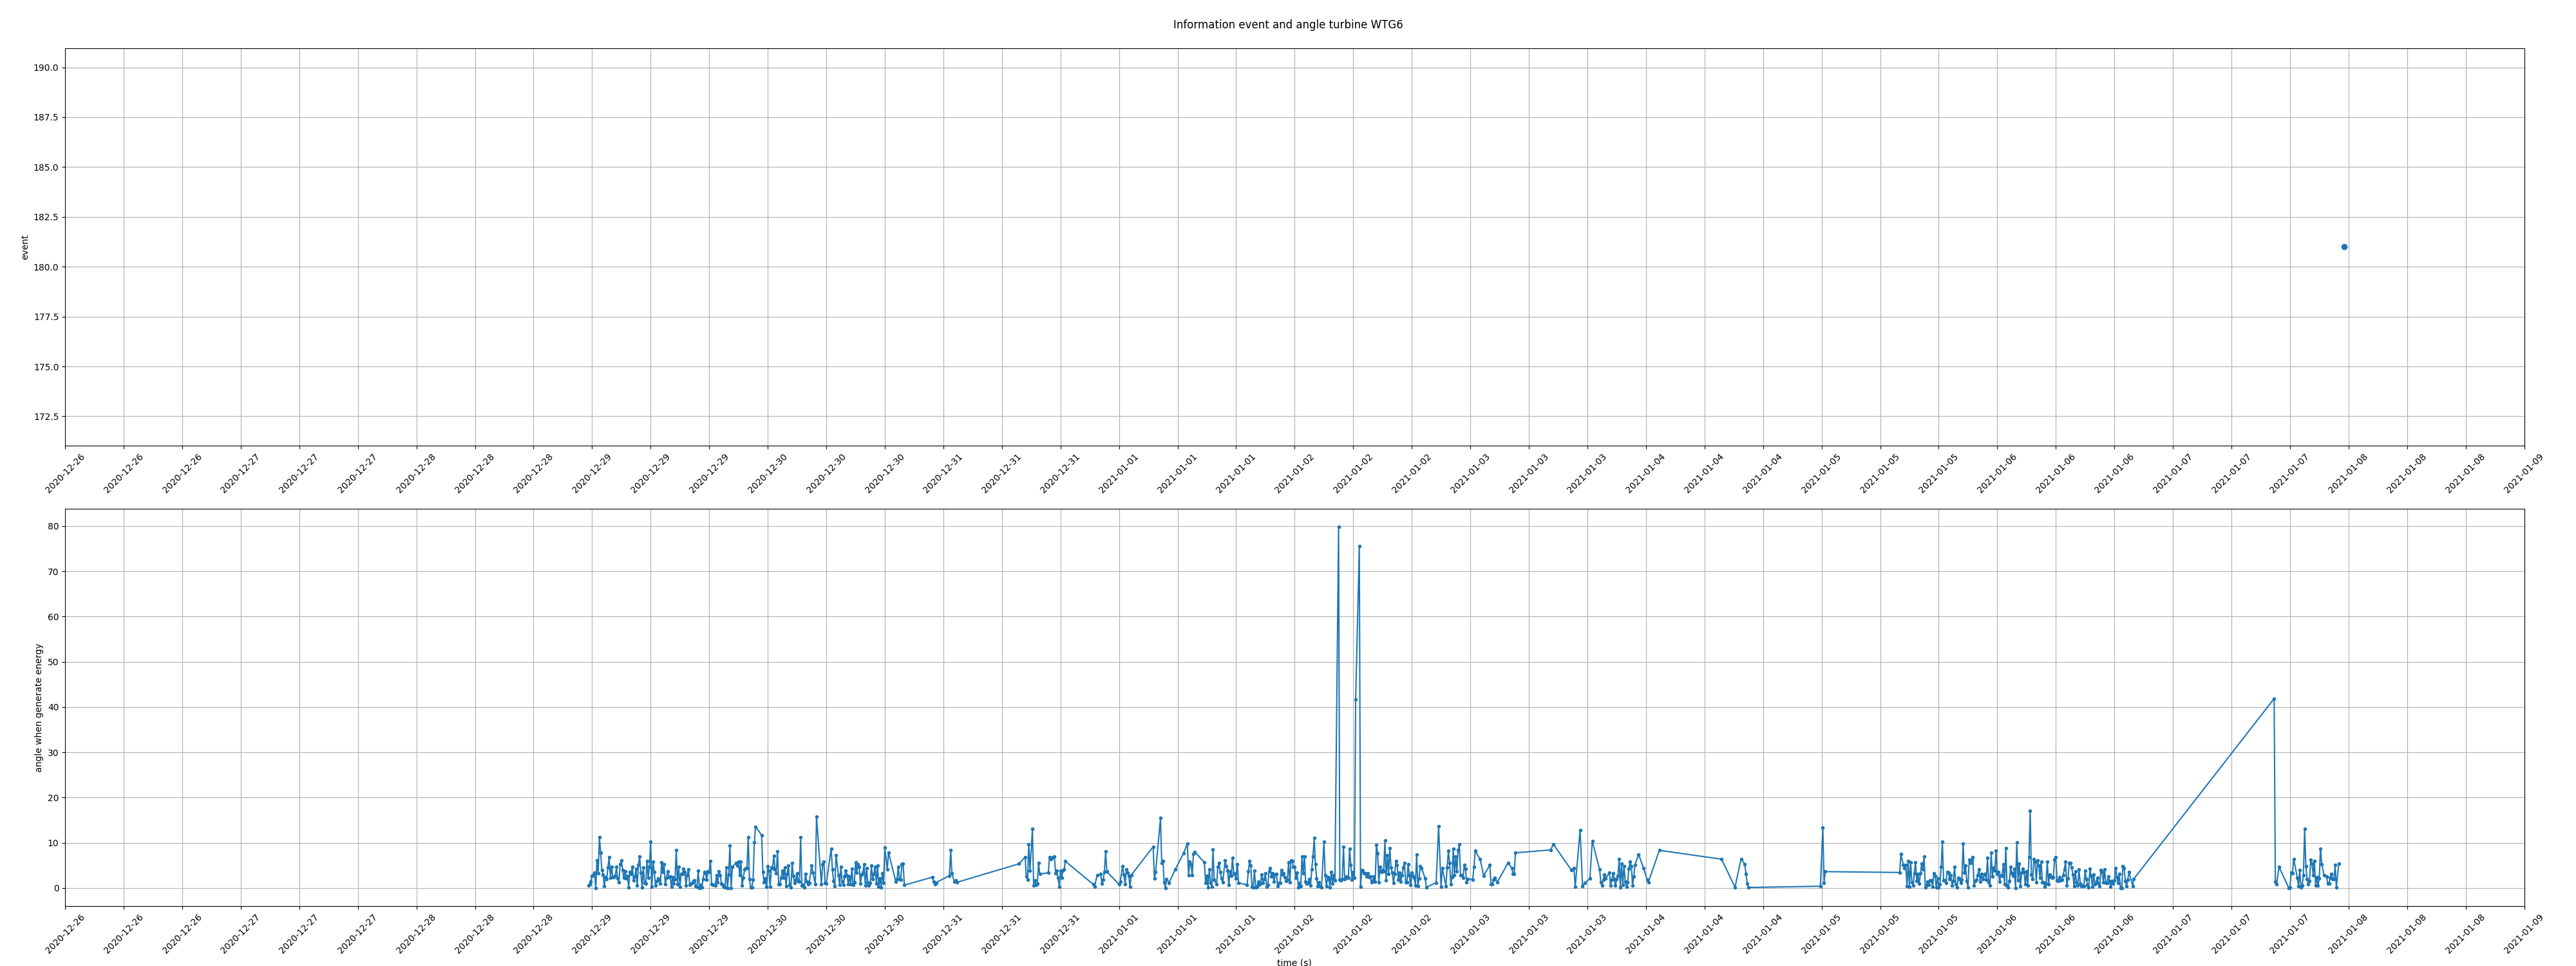 Information event and angle turbine WTG6
event
190.0
187.5
185.0
182.5
180.0
177.5
175.0
172.5
2020-12-26 2020-12-26 2020-12-26 2020-12-27 2020-12-27 2020-12-27 2020-12-28 2020-12-28 2020-12-28 2020-12-29 2020-12-29 2020-12-29 2020-12-30 2020-12-30 2020-12-30 2020-12-31 2020-12-31 2020-12-31 2021-01-01 2021-01-01 2021-01-01 2021-01-02 2021-01-02 2021-01-02 2021-01-03 2021-01-03 2021-01-03 2021-01-04 2021-01-04 2021-01-04 2021-01-05 2021-01-05 2021-01-05 2021-01-06 2021-01-06 2021-01-06 2021-01-07 2021-01-07 2021-01-07 2021-01-08 2021-01-08 2021-01-08 2021-01-09
angle when generate energy
80
70
60
50
40
30
20
10
0
2020-12-26 2020-12-26 2020-12-26 2020-12-27 2020-12-27 2020-12-27 2020-12-28 2020-12-28 2020-12-28 2020-12-29 2020-12-29 2020-12-29 2020-12-30 2020-12-30 2020-12-30 2020-12-31 2020-12-31 2020-12-31 2021-01-01 2021-01-01 2021-01-01 2021-01-02 2021-01-02 2021-01-02 2021-01-03 2021-01-03 2021-01-03 2021-01-04 2021-01-04 2021-01-04 2021-01-05 2021-01-05 2021-01-05 2021-01-06 2021-01-06 2021-01-06 2021-01-07 2021-01-07 2021-01-07 2021-01-08 2021-01-08 2021-01-08 2021-01-09
time (s)